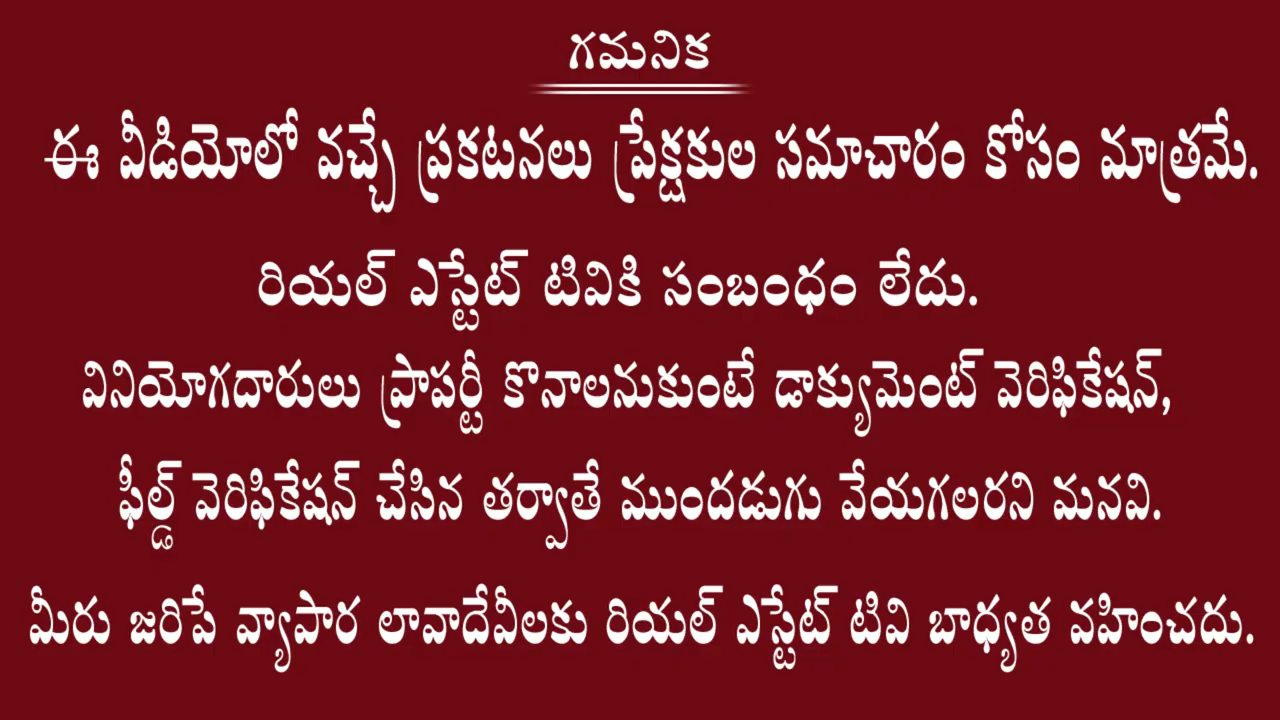 గమనిక
ఈ వీడియోలో వచ్చే ప్రకటనలు ప్రేక్షకుల సమాచారం కోసం మాత్రమే.
రియల్ ఎస్టేట్ టివికి సంబంధం లేదు.
వినియోగదారులు ప్రాపర్టీ కొనాలనుకుంటే డాక్యుమెంట్ వెరిఫికేషన్,
ఫీల్డ్ వెరిఫికేషన్ చేసిన తర్వాతే ముందడుగు వేయగలరని మనవి.
మీరు జరిపే వ్యాపార లావాదేవీలకు రియల్ ఎస్టేట్ టివి బాధ్యత వహించదు.